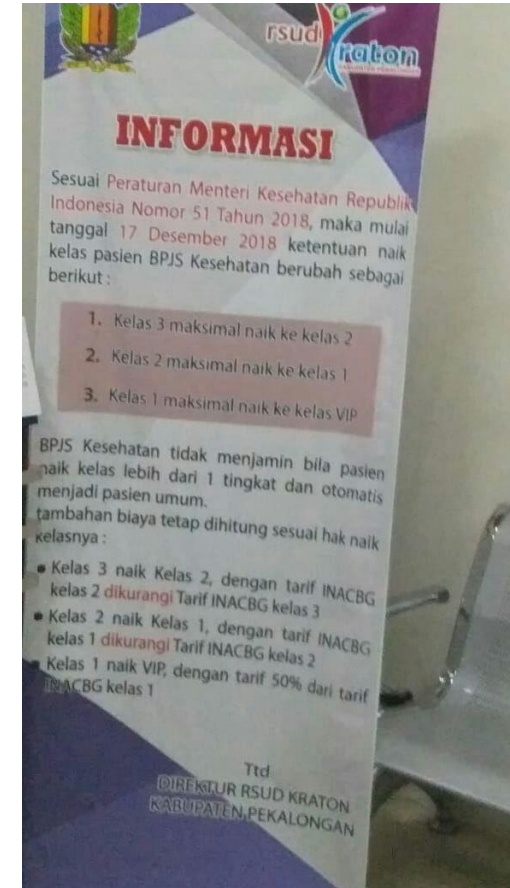 rsud
Kraton
INFORMASI
Sesuai Peraturan Menteri Kesehatan Republik
Indonesia Nomor 51 Tahun 2018, maka mulai
tanggal 17 Desember 2018 ketentuan naik
kelas pasien BPJS Kesehatan berubah sebagai
berikut :
1. Kelas 3 maksimal naik ke kelas 2
2. Kelas 2 maksimal naik ke kelas 1
3. Kelas 1 maksimal naik ke kelas VIP
BPJS Kesehatan tidak menjamin bila pasien
naik kelas lebih dari 1 tingkat dan otomatis
menjadi pasien umum.
tambahan biaya tetap dihitung sesuai hak naik
kelasnya :
• Kelas 3 naik Kelas 2, dengan tarif INACBG
kelas 2 dikurangi Tarif INACBG kelas 3
• Kelas 2 naik Kelas 1, dengan tarif INACBG
kelas 1 dikurangi Tarif INACBG kelas 2
• Kelas 1 naik VIP, dengan tarif 50% dari tarif
INACBG kelas 1
Ttd
DIREKTUR RSUD KRATON
KABUPATEN PEKALONGAN